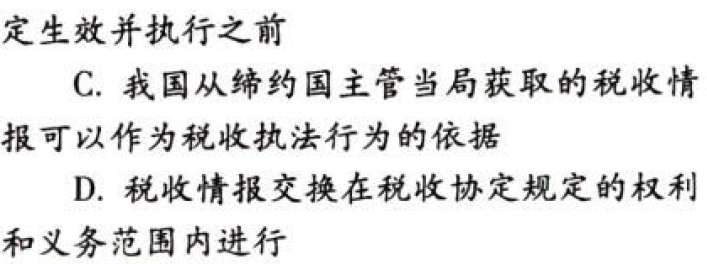 定生效并执行之前
C. 我国从缔约国主管当局获取的税收情
报可以作为税收执法行为的依据
D. 税收情报交换在税收协定规定的权利
和义务范围内进行